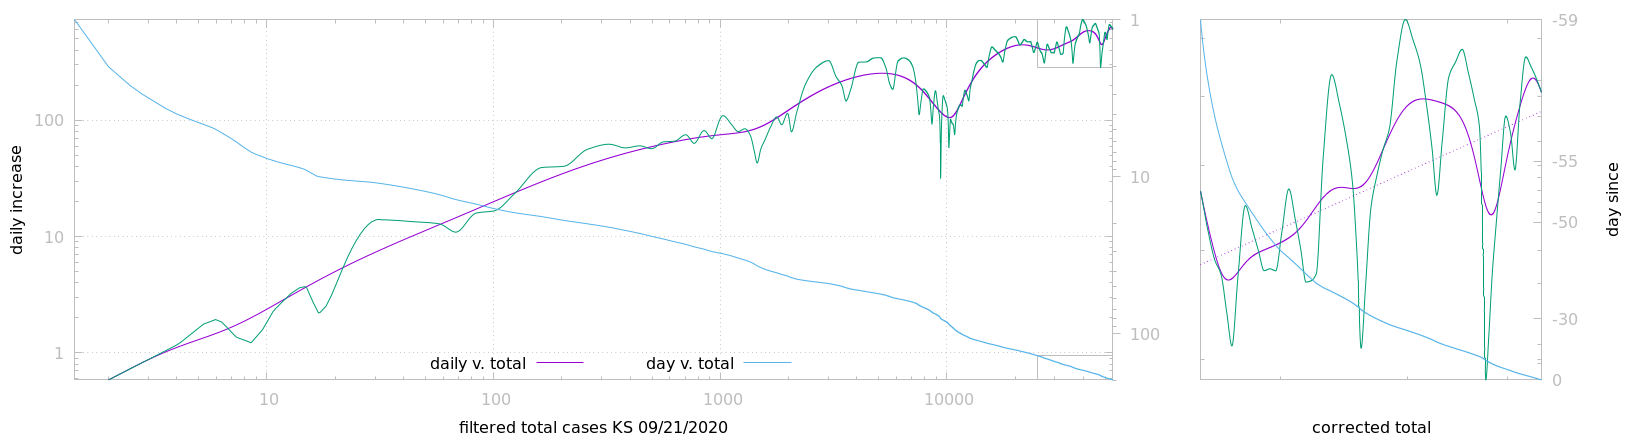 daily increase
100
10
1
10
100
1000
10000
1
10
100
daily v. total
day v. total
filtered total cases KS 09/21/2020
-59
-55
-50
-30
0
day since
corrected total